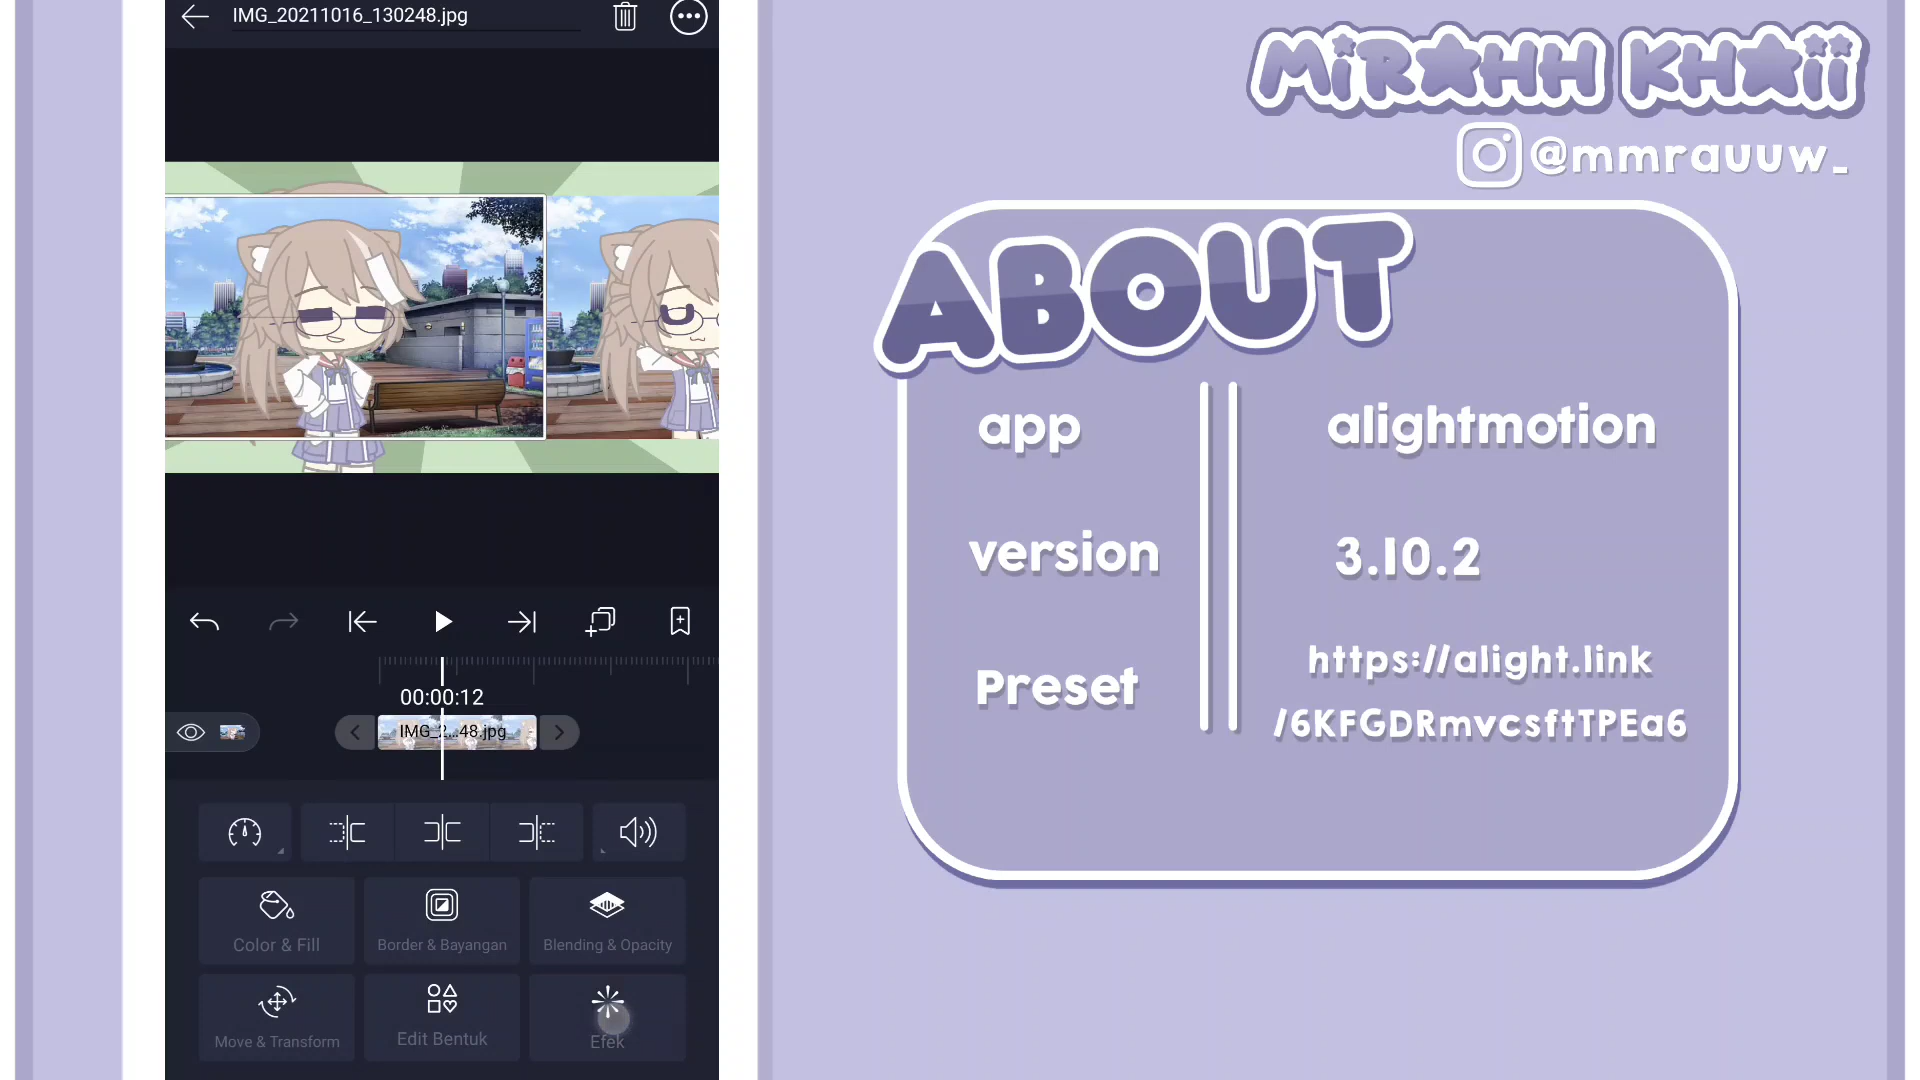 IMG_20211016_130248.jpg
00:00:12
IMG_2...48.jpg
Color & Fill
Border & Bayangan
Blending & Opacity
Move & Transform
Edit Bentuk
Efek
MiRAHH KHAii
@mmrauuw_
ABOUT
app
alightmotion
version
3.10.2
Preset
https://alight.link
/6KFGDRmvcsftTPEa6